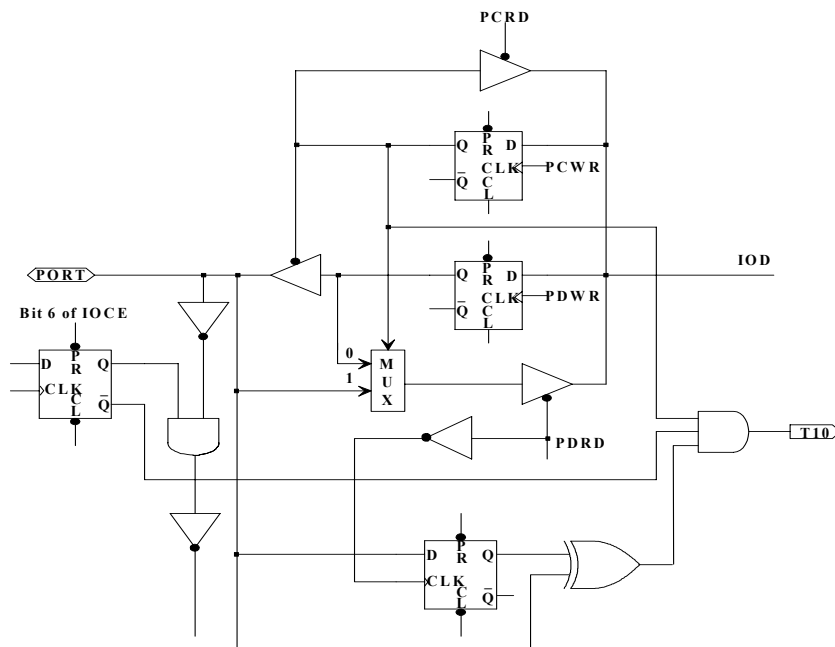 PCRD
Q PR D
CLK PCWR
Q̅ CL
PORT
IOD
Q PR D
CLK PDWR
Q̅ CL
Bit 6 of IOCE
D PR Q
CLK
CL Q̅
0
1
MUX
PDRD
T10
D PR Q
CLK
CL Q̅